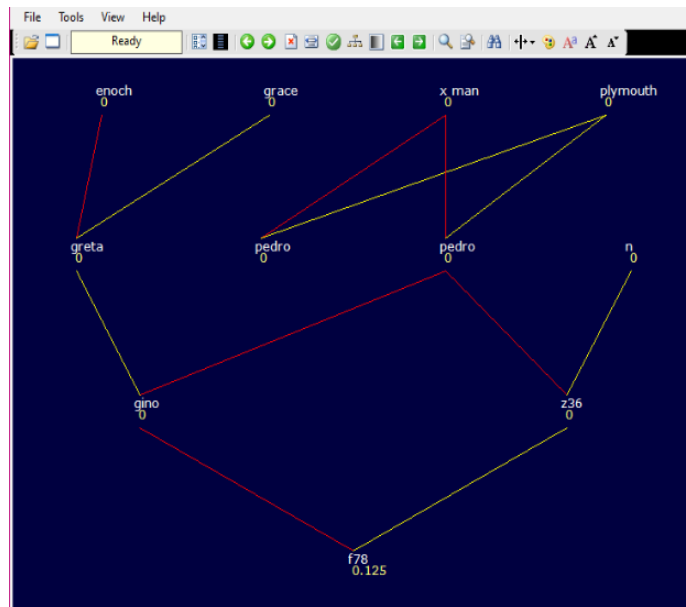 File Tools View Help
Ready
enoch grace x man plymouth
0 0 0 0
greta pedro pedro n
0 0 0 0
gino z36
0 0
f78
0.125